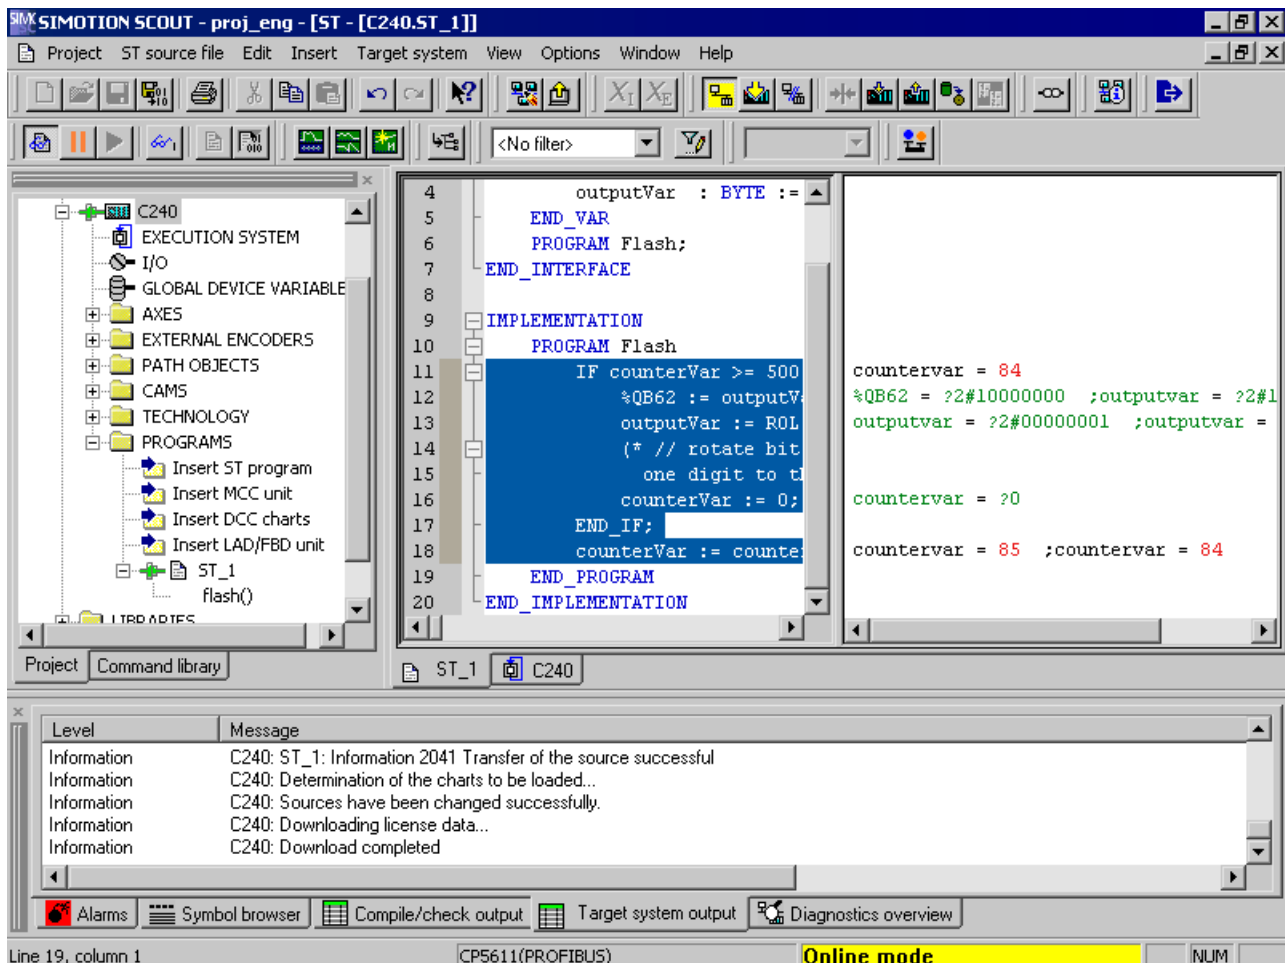 SIMOTION SCOUT - proj_eng - [ST - [C240.ST_1]]
Project ST source file Edit Insert Target system View Options Window Help
<No filter>
C240
EXECUTION SYSTEM
I/O
GLOBAL DEVICE VARIABLE
AXES
EXTERNAL ENCODERS
PATH OBJECTS
CAMS
TECHNOLOGY
PROGRAMS
Insert ST program
Insert MCC unit
Insert DCC charts
Insert LAD/FBD unit
ST_1
flash()
LIBRARIES
Project Command library
4 outputVar : BYTE :=
5 END_VAR
6 PROGRAM Flash;
7 END_INTERFACE
8
9 IMPLEMENTATION
10 PROGRAM Flash
11 IF counterVar >= 500
12 %QB62 := outputV
13 outputVar := ROL
14 (* // rotate bit
15 one digit to t
16 counterVar := 0;
17 END_IF;
18 counterVar := counte
19 END_PROGRAM
20 END_IMPLEMENTATION
countervar = 84
%QB62 = ?2#10000000 ;outputvar = ?2#1
outputvar = ?2#00000001 ;outputvar =
countervar = ?0
countervar = 85 ;countervar = 84
ST_1 C240
Level Message
Information C240: ST_1: Information 2041 Transfer of the source successful
Information C240: Determination of the charts to be loaded...
Information C240: Sources have been changed successfully.
Information C240: Downloading license data...
Information C240: Download completed
Alarms Symbol browser Compile/check output Target system output Diagnostics overview
Line 19, column 1 CP5611(PROFIBUS) Online mode NUM